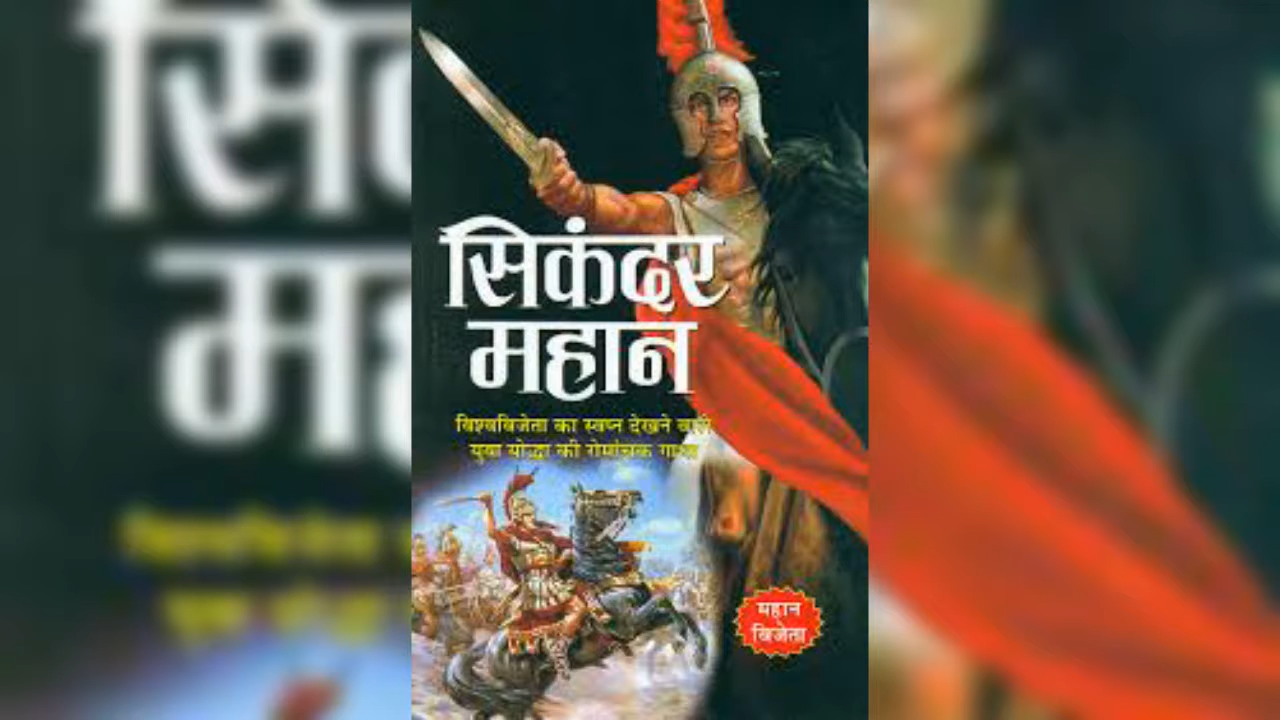 सिकंदर
महान
विश्वविजेता का स्वप्न देखने वाले
युवा योद्धा की रोमांचक गाथा
महान
विजेता